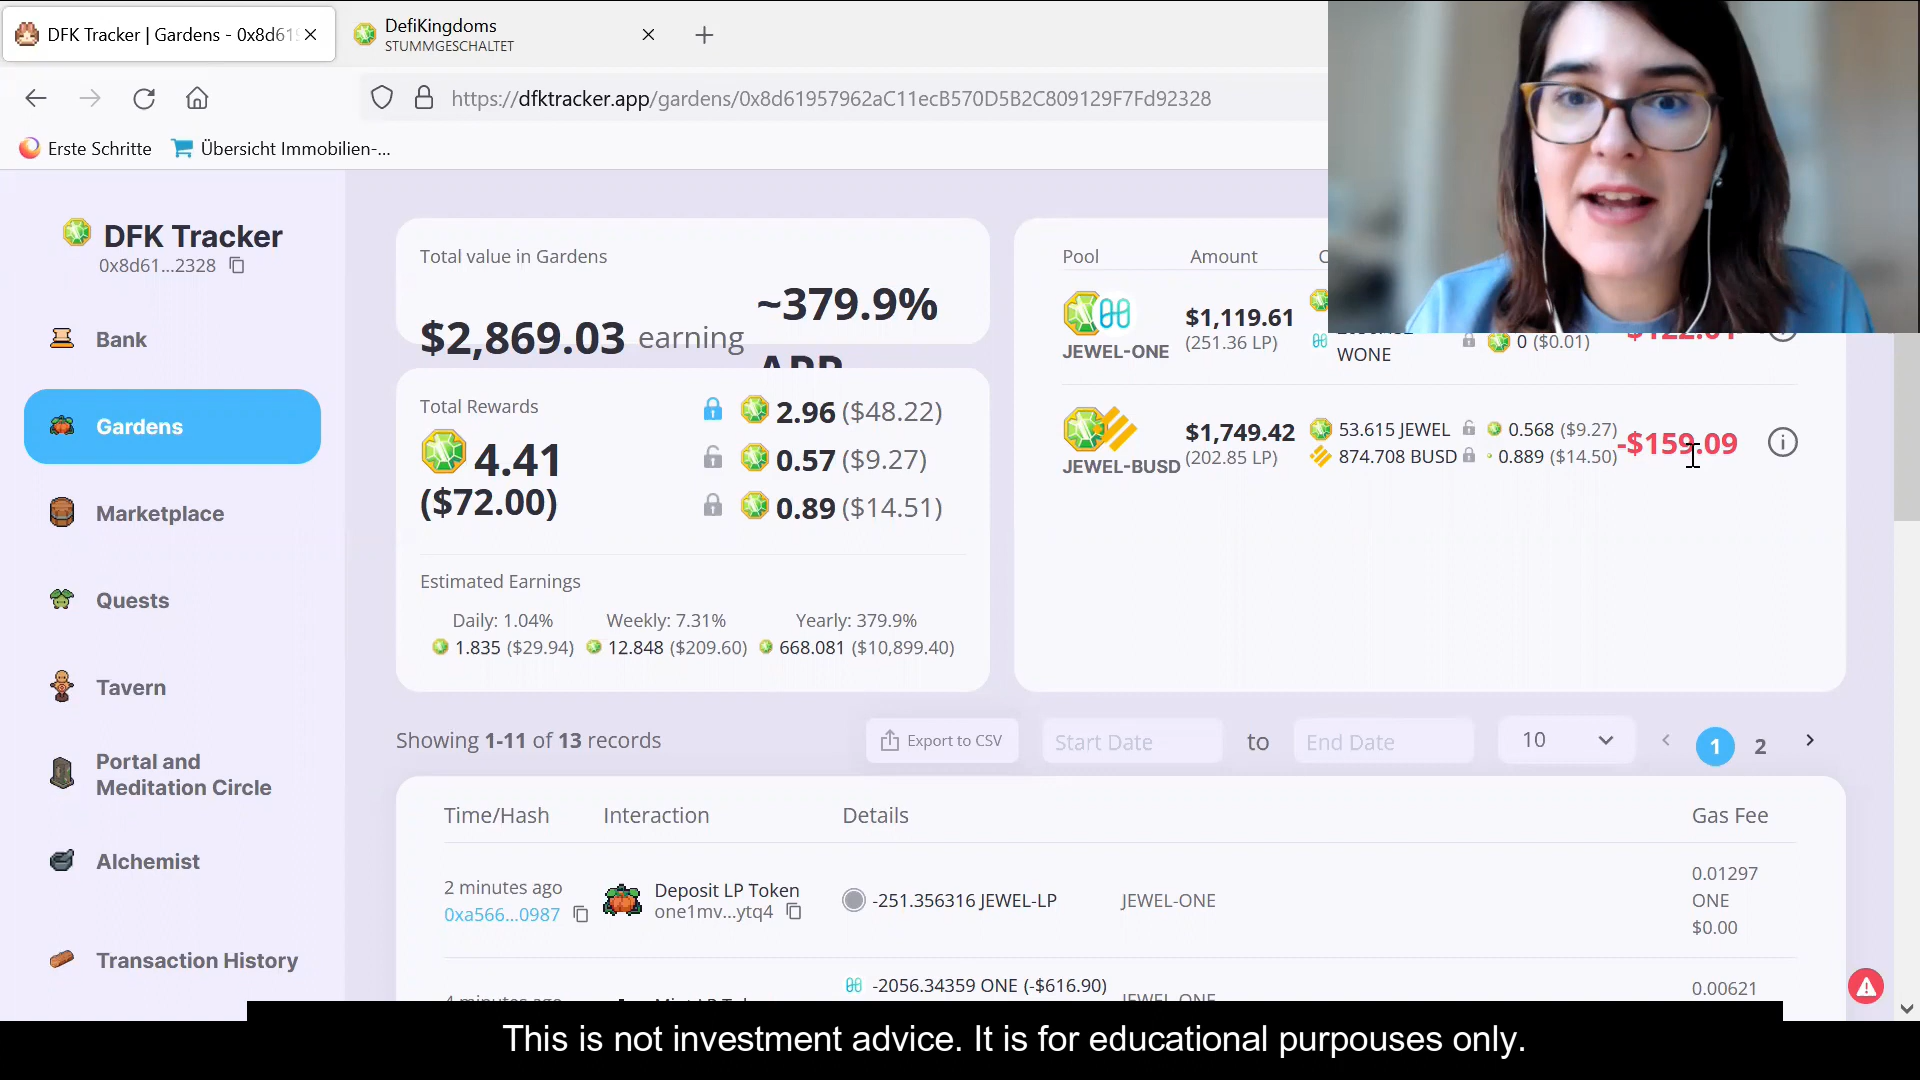 DFK Tracker | Gardens - 0x8d619
DefiKingdoms
STUMMGESCHALTET
https://dfktracker.app/gardens/0x8d61957962aC11ecB570D5B2C809129F7Fd92328
Erste Schritte
Übersicht Immobilien-...
DFK Tracker
0x8d61...2328
Bank
Gardens
Marketplace
Quests
Tavern
Portal and
Meditation Circle
Alchemist
Transaction History
Total value in Gardens
$2,869.03 earning ~379.9%
APR
Total Rewards
4.41
($72.00)
2.96 ($48.22)
0.57 ($9.27)
0.89 ($14.51)
Estimated Earnings
Daily: 1.04% Weekly: 7.31% Yearly: 379.9%
1.835 ($29.94) 12.848 ($209.60) 668.081 ($10,899.40)
Pool Amount
JEWEL-ONE
$1,119.61
(251.36 LP)
WONE
0 ($0.01)
JEWEL-BUSD
$1,749.42
(202.85 LP)
53.615 JEWEL 0.568 ($9.27)
874.708 BUSD 0.889 ($14.50)
-$159.09
Showing 1-11 of 13 records
Export to CSV
Start Date to End Date
10
1 2
Time/Hash Interaction Details Gas Fee
2 minutes ago
0xa566...0987
Deposit LP Token
one1mv...ytq4
-251.356316 JEWEL-LP JEWEL-ONE
0.01297
ONE
$0.00
4 minutes ago
-2056.34359 ONE (-$616.90)
JEWEL-ONE
0.00621
This is not investment advice. It is for educational purpouses only.